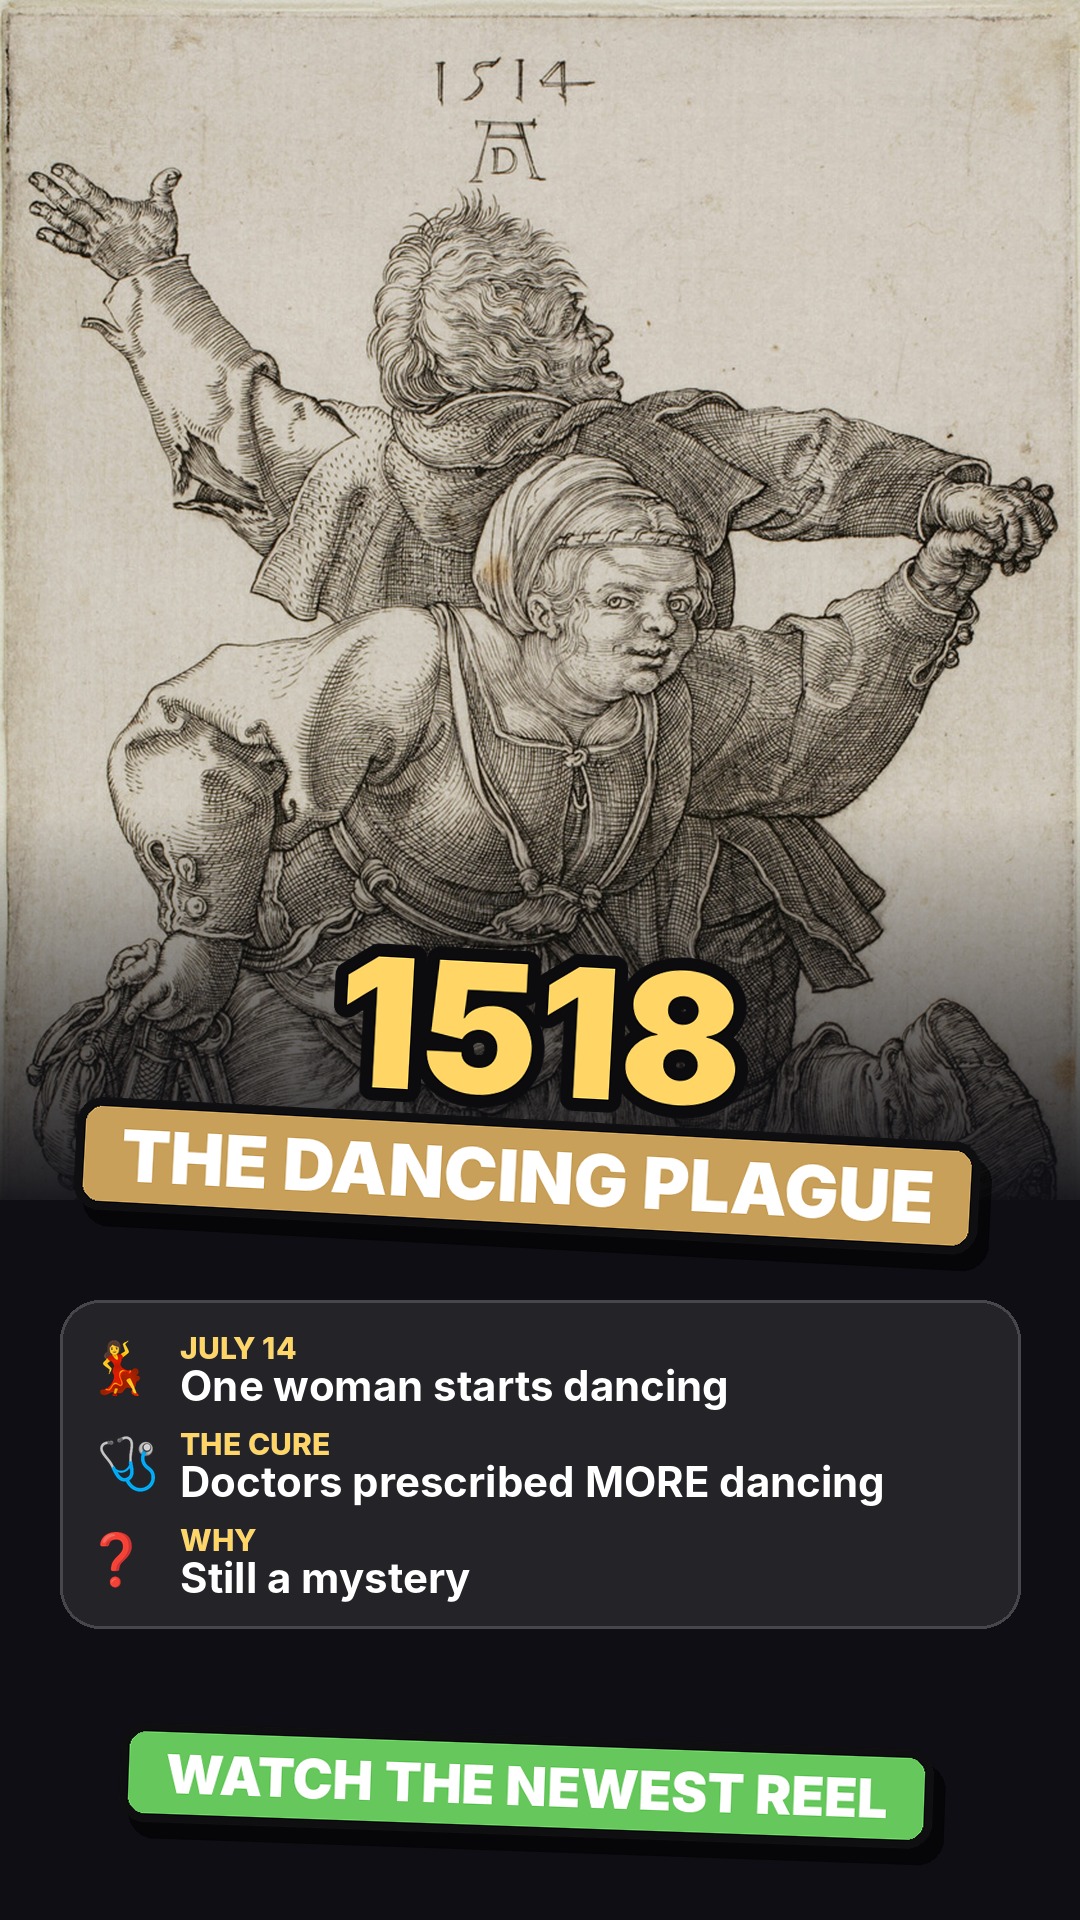 1514
AD
1518
THE DANCING PLAGUE
JULY 14
One woman starts dancing
THE CURE
Doctors prescribed MORE dancing
WHY
Still a mystery
WATCH THE NEWEST REEL